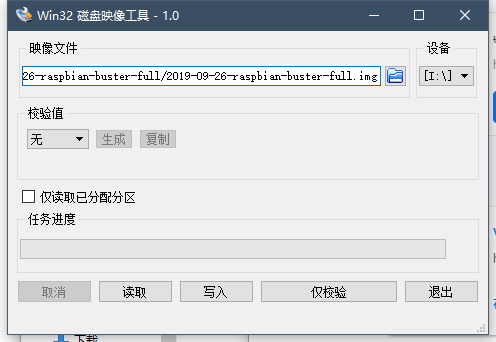 Win32 磁盘映像工具 - 1.0
映像文件
设备
26-raspbian-buster-full/2019-09-26-raspbian-buster-full.img
[I:\]
校验值
无
生成
复制
仅读取已分配分区
任务进度
取消
读取
写入
仅校验
退出
下载